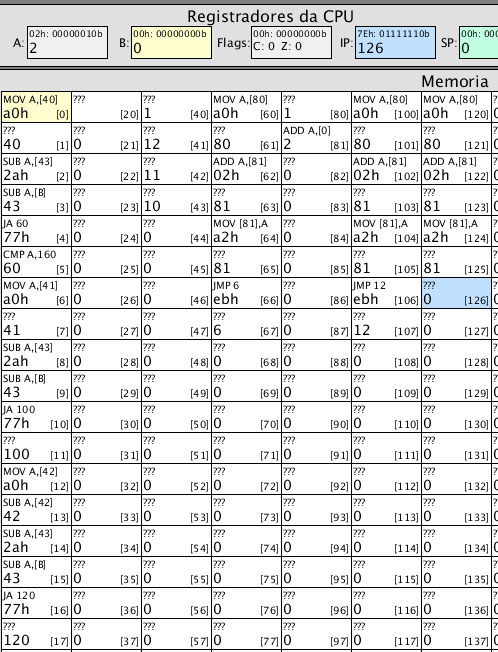 Registradores da CPU
A: 02h: 00000010b B: 00h: 00000000b Flags: 00h: 00000000b IP: 7Eh: 01111110b SP: 00h: 000
2 0 C: 0 Z: 0 126 0
Memoria
MOV A,[40] ??? ??? MOV A,[80] ??? MOV A,[80] MOV A,[80]
a0h [0] 0 [20] 1 [40] a0h [60] 1 [80] a0h [100] a0h [120]
??? ??? ??? ??? ADD A,[0] ??? ???
40 [1] 0 [21] 12 [41] 80 [61] 2 [81] 80 [101] 80 [121]
SUB A,[43] ??? ??? ADD A,[81] ??? ADD A,[81] ADD A,[81]
2ah [2] 0 [22] 11 [42] 02h [62] 0 [82] 02h [102] 02h [122]
SUB A,[B] ??? ??? ??? ??? ??? ???
43 [3] 0 [23] 10 [43] 81 [63] 0 [83] 81 [103] 81 [123]
JA 60 ??? ??? MOV [81],A ??? MOV [81],A MOV [81],A
77h [4] 0 [24] 0 [44] a2h [64] 0 [84] a2h [104] a2h [124]
CMP A,160 ??? ??? ??? ??? ??? ???
60 [5] 0 [25] 0 [45] 81 [65] 0 [85] 81 [105] 81 [125]
MOV A,[41] ??? ??? JMP 6 ??? JMP 12 ???
a0h [6] 0 [26] 0 [46] ebh [66] 0 [86] ebh [106] 0 [126]
??? ??? ??? ??? ??? ??? ???
41 [7] 0 [27] 0 [47] 6 [67] 0 [87] 12 [107] 0 [127]
SUB A,[43] ??? ??? ??? ??? ??? ???
2ah [8] 0 [28] 0 [48] 0 [68] 0 [88] 0 [108] 0 [128]
SUB A,[B] ??? ??? ??? ??? ??? ???
43 [9] 0 [29] 0 [49] 0 [69] 0 [89] 0 [109] 0 [129]
JA 100 ??? ??? ??? ??? ??? ???
77h [10] 0 [30] 0 [50] 0 [70] 0 [90] 0 [110] 0 [130]
??? ??? ??? ??? ??? ??? ???
100 [11] 0 [31] 0 [51] 0 [71] 0 [91] 0 [111] 0 [131]
MOV A,[42] ??? ??? ??? ??? ??? ???
a0h [12] 0 [32] 0 [52] 0 [72] 0 [92] 0 [112] 0 [132]
SUB A,[42] ??? ??? ??? ??? ??? ???
42 [13] 0 [33] 0 [53] 0 [73] 0 [93] 0 [113] 0 [133]
SUB A,[43] ??? ??? ??? ??? ??? ???
2ah [14] 0 [34] 0 [54] 0 [74] 0 [94] 0 [114] 0 [134]
SUB A,[B] ??? ??? ??? ??? ??? ???
43 [15] 0 [35] 0 [55] 0 [75] 0 [95] 0 [115] 0 [135]
JA 120 ??? ??? ??? ??? ??? ???
77h [16] 0 [36] 0 [56] 0 [76] 0 [96] 0 [116] 0 [136]
??? ??? ??? ??? ??? ??? ???
120 [17] 0 [37] 0 [57] 0 [77] 0 [97] 0 [117] 0 [137]